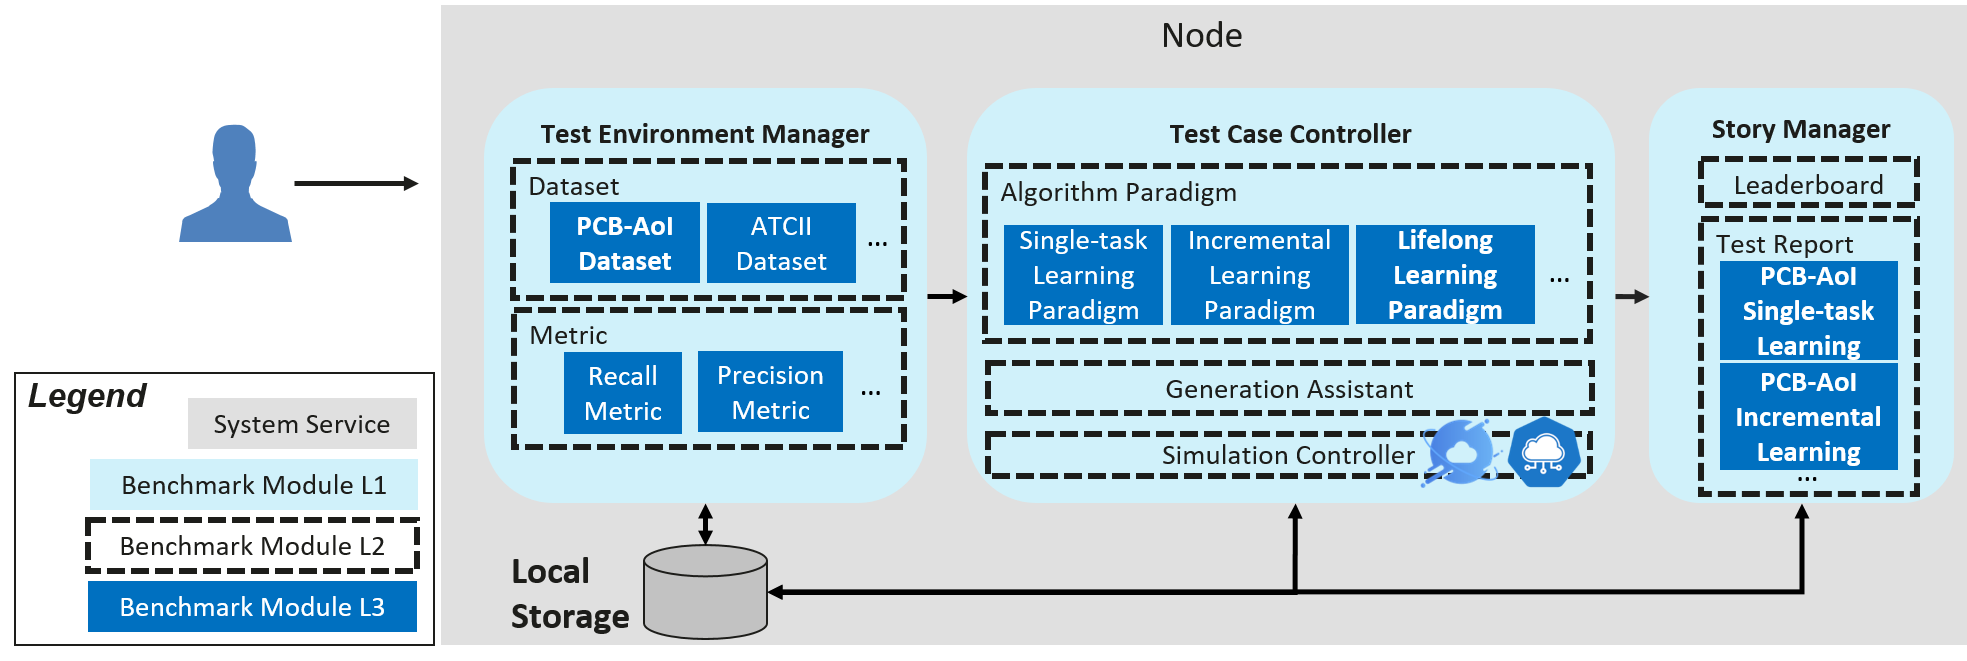 Node
Test Environment Manager
Dataset
PCB-AoI
Dataset
ATCII
Dataset
...
Metric
Recall
Metric
Precision
Metric
...
Test Case Controller
Algorithm Paradigm
Single-task
Learning
Paradigm
Incremental
Learning
Paradigm
Lifelong
Learning
Paradigm
...
Generation Assistant
Simulation Controller
Story Manager
Leaderboard
Test Report
PCB-AoI
Single-task
Learning
PCB-AoI
Incremental
Learning
...
Local
Storage
Legend
System Service
Benchmark Module L1
Benchmark Module L2
Benchmark Module L3